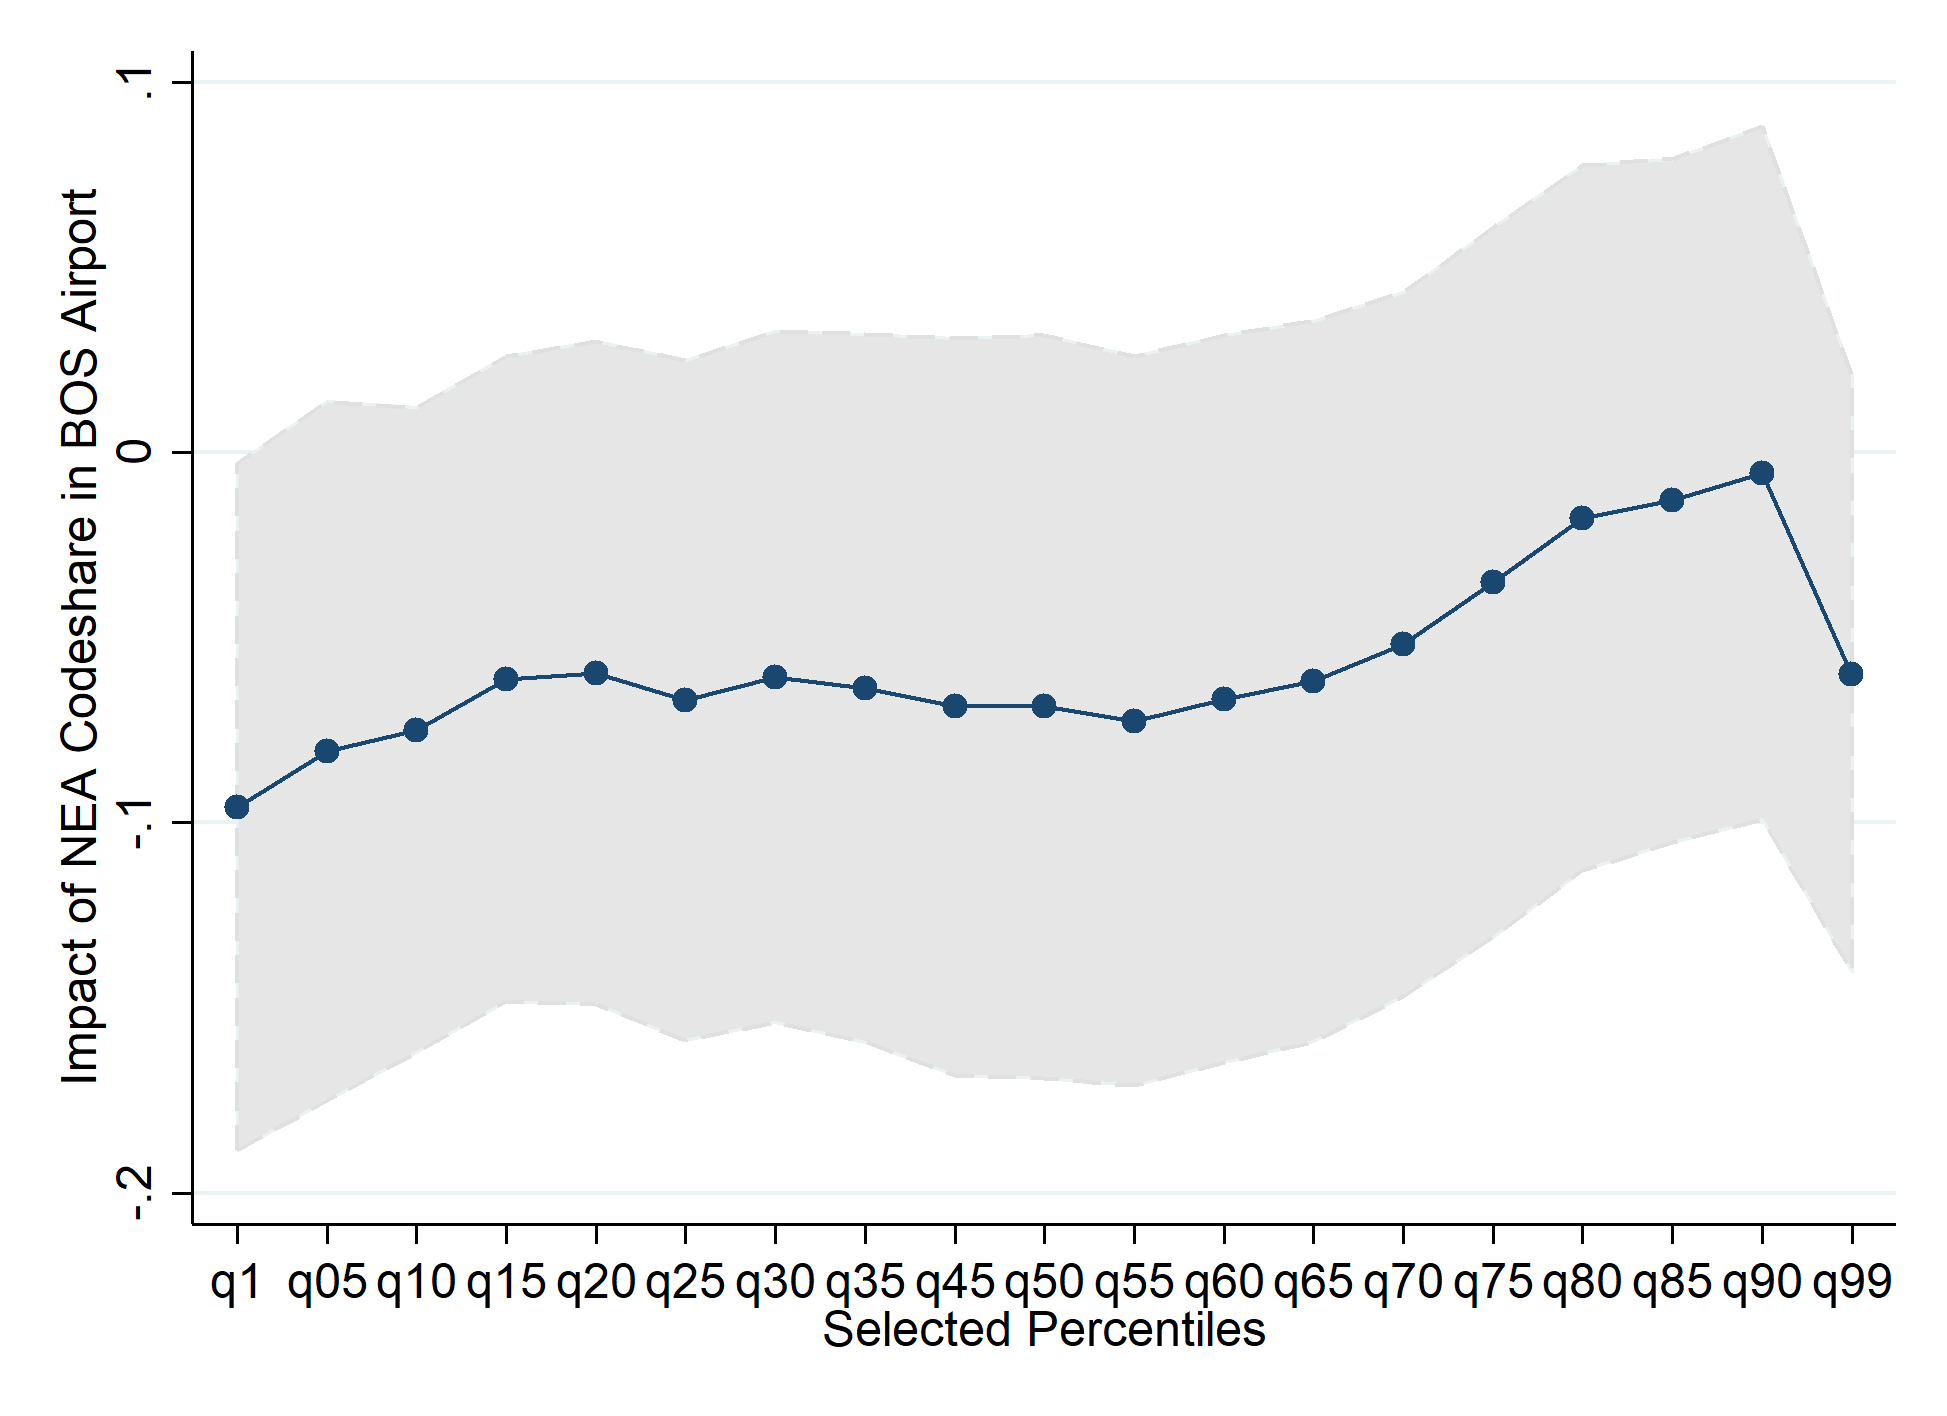 Impact of NEA Codeshare in BOS Airport
.1
0
-.1
-.2
q1 q05 q10 q15 q20 q25 q30 q35 q45 q50 q55 q60 q65 q70 q75 q80 q85 q90 q99
Selected Percentiles